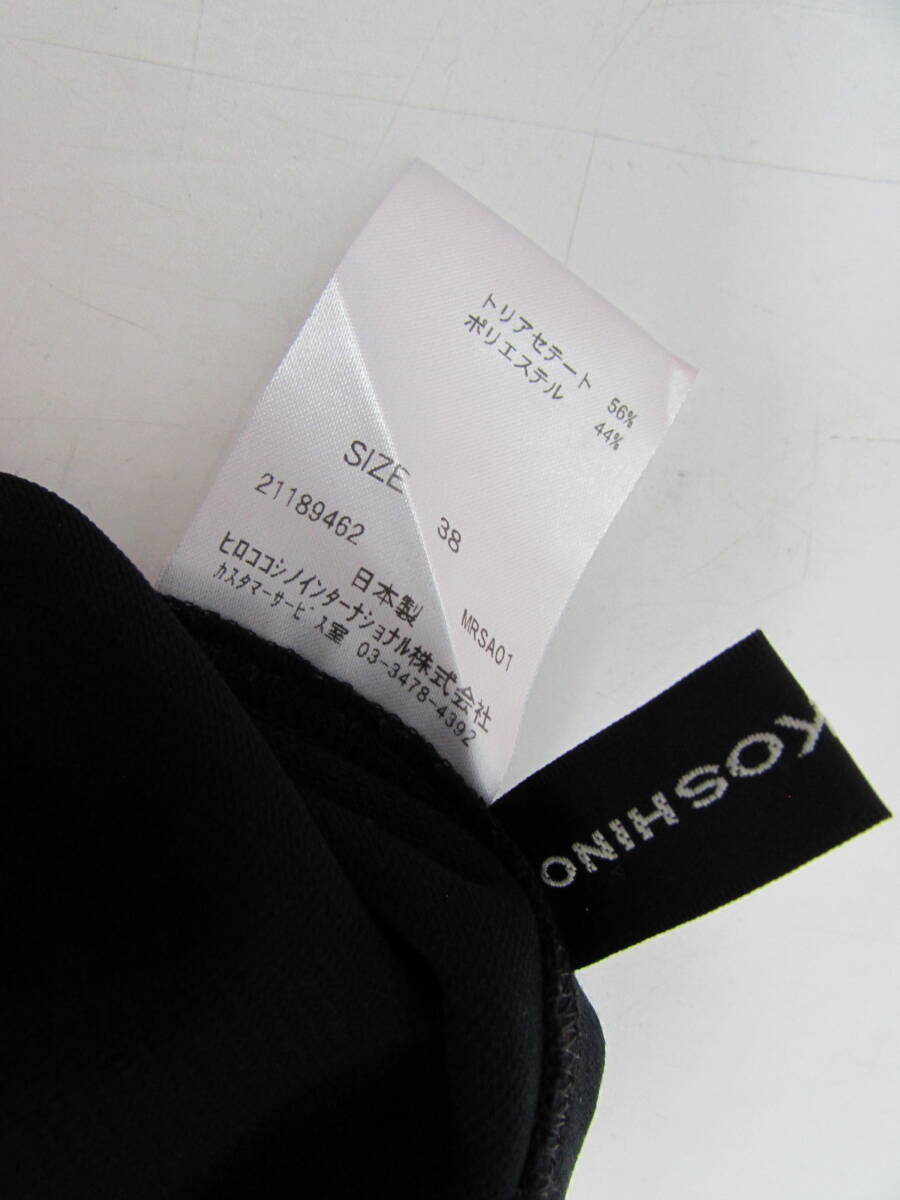 トリアセテート 56%
ポリエステル 44%
SIZE 38
21189462 MRSA01
日本製
ヒロココシノインターナショナル株式会社
カスタマーサービス室 03-3478-4392
KOSHINO